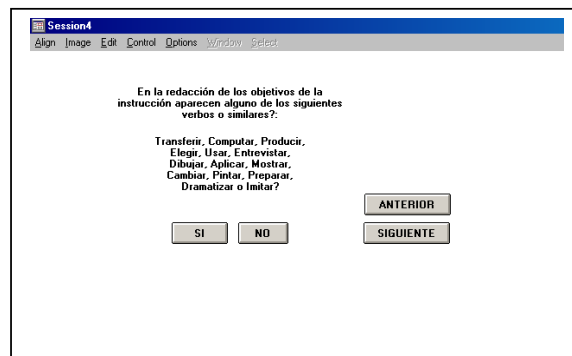 Session4
Align Image Edit Control Options Window Select
En la redacción de los objetivos de la
instrucción aparecen alguno de los siguientes
verbos o similares?:
Transferir, Computar, Producir,
Elegir, Usar, Entrevistar,
Dibujar, Aplicar, Mostrar,
Cambiar, Pintar, Preparar,
Dramatizar o Imitar?
ANTERIOR
SI NO SIGUIENTE